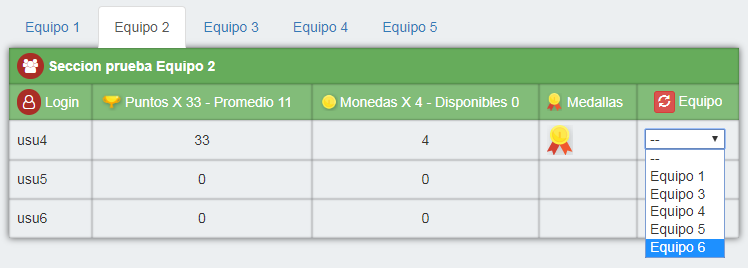 Equipo 1 Equipo 2 Equipo 3 Equipo 4 Equipo 5
Seccion prueba Equipo 2
Login Puntos X 33 - Promedio 11 Monedas X 4 - Disponibles 0 Medallas Equipo
usu4 33 4 --
--
Equipo 1
usu5 0 0
Equipo 3
Equipo 4
usu6 0 0
Equipo 5
Equipo 6